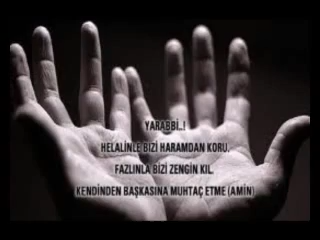 YARABBİ..!
HELALİNLE BİZİ HARAMDAN KORU.
FAZLINLA BİZİ ZENGİN KIL.
KENDİNDEN BAŞKASINA MUHTAÇ ETME (AMİN)